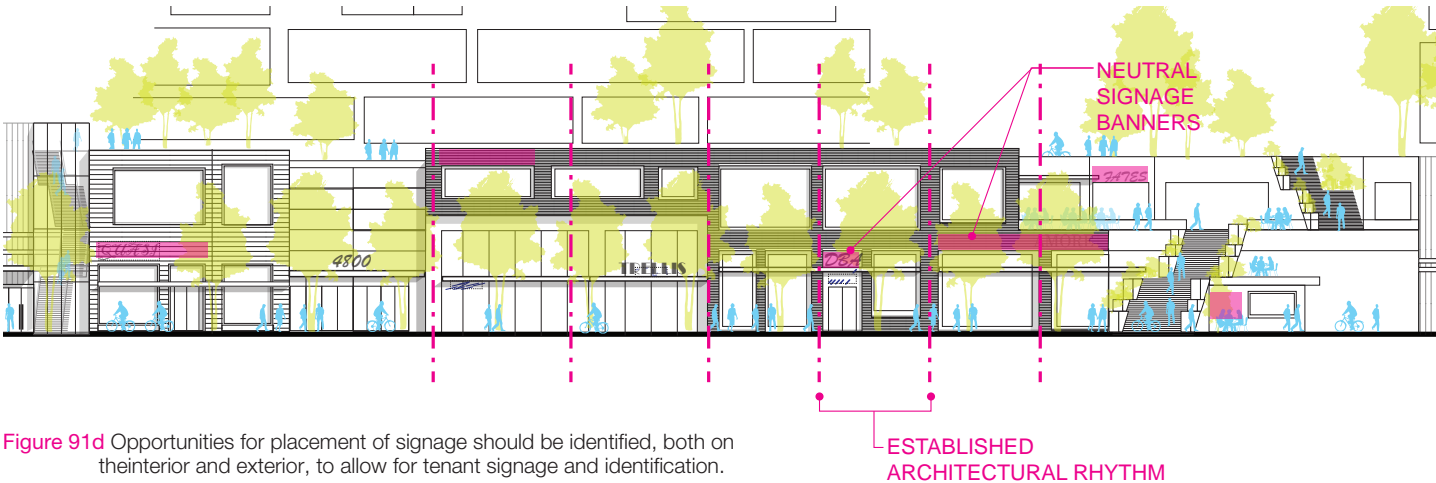 NEUTRAL
SIGNAGE
BANNERS
FATES
MORE
4800
TRELLIS
DBA
Figure 91d Opportunities for placement of signage should be identified, both on
theinterior and exterior, to allow for tenant signage and identification.
ESTABLISHED
ARCHITECTURAL RHYTHM